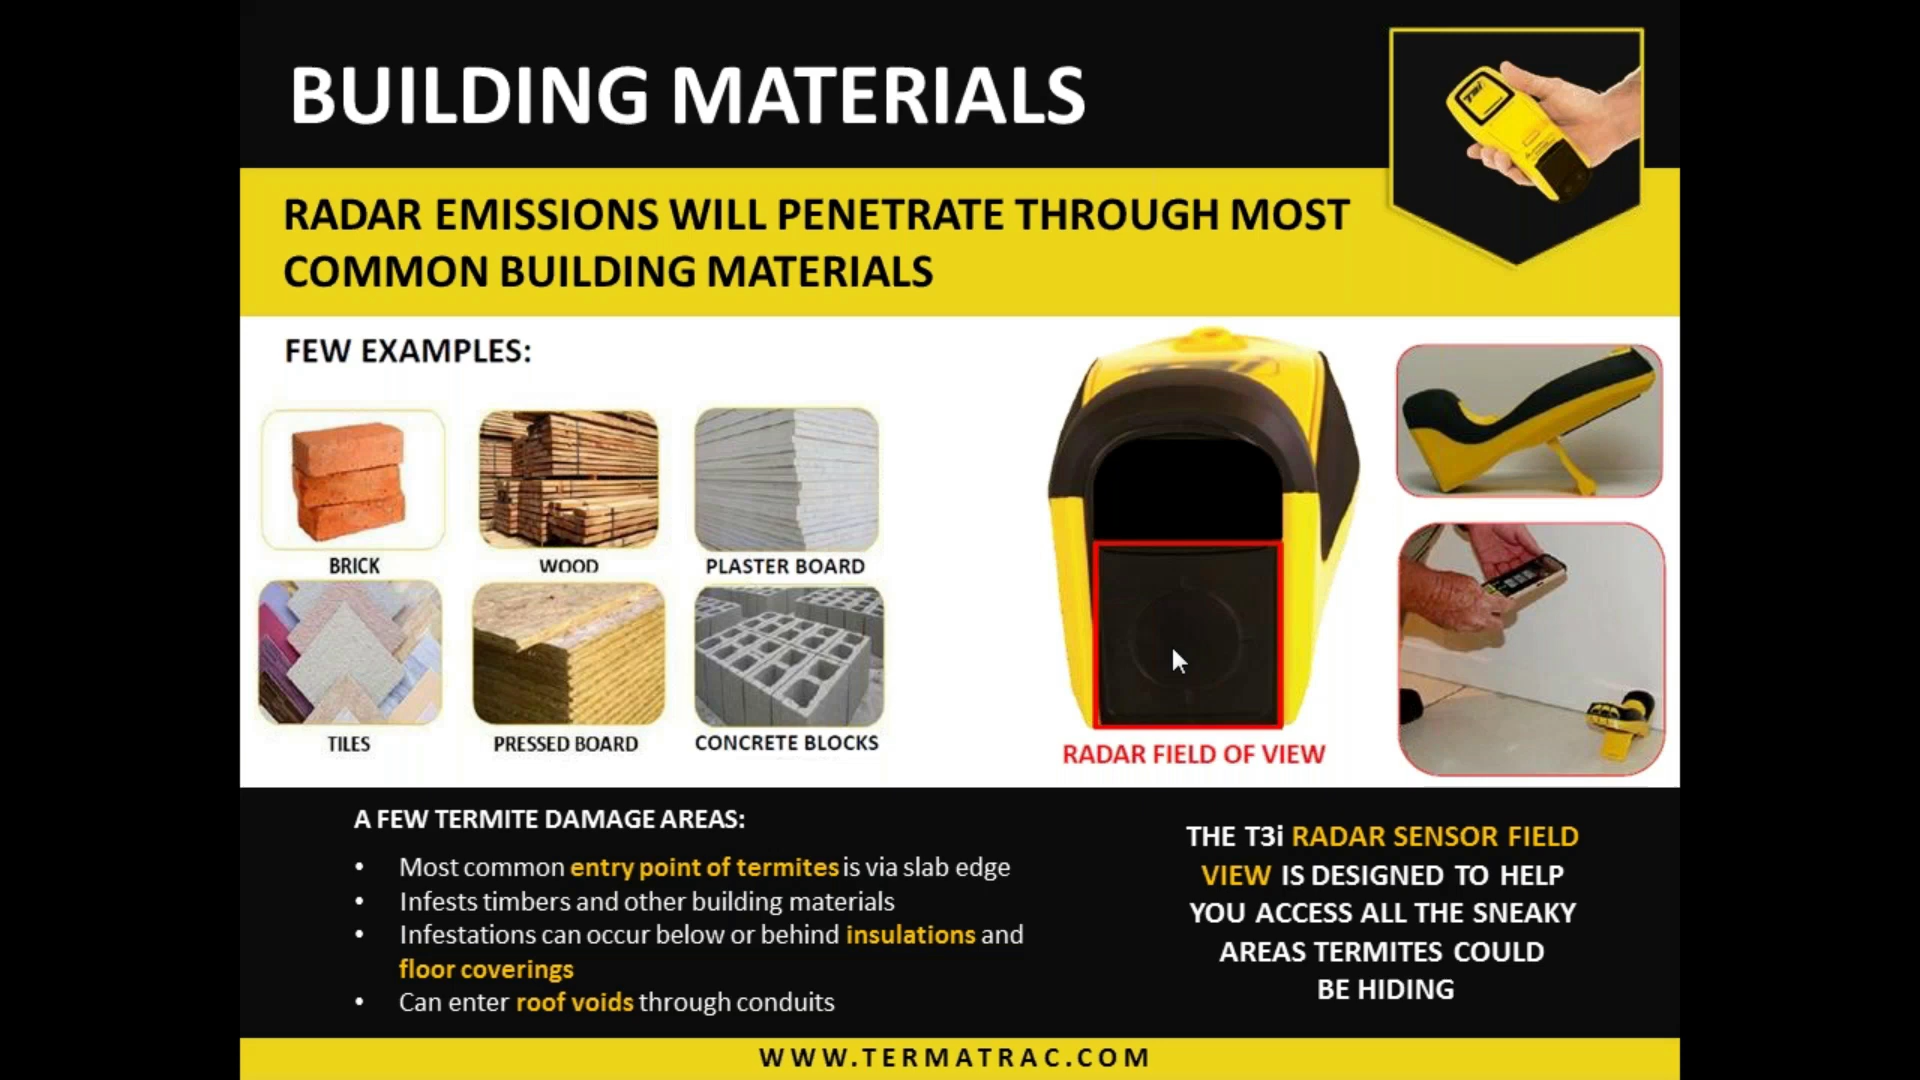 BUILDING MATERIALS
T3i
RADAR EMISSIONS WILL PENETRATE THROUGH MOST
COMMON BUILDING MATERIALS
FEW EXAMPLES:
BRICK
WOOD
PLASTER BOARD
TILES
PRESSED BOARD
CONCRETE BLOCKS
RADAR FIELD OF VIEW
A FEW TERMITE DAMAGE AREAS:
• Most common entry point of termites is via slab edge
• Infests timbers and other building materials
• Infestations can occur below or behind insulations and
floor coverings
• Can enter roof voids through conduits
THE T3i RADAR SENSOR FIELD
VIEW IS DESIGNED TO HELP
YOU ACCESS ALL THE SNEAKY
AREAS TERMITES COULD
BE HIDING
WWW.TERMATRAC.COM